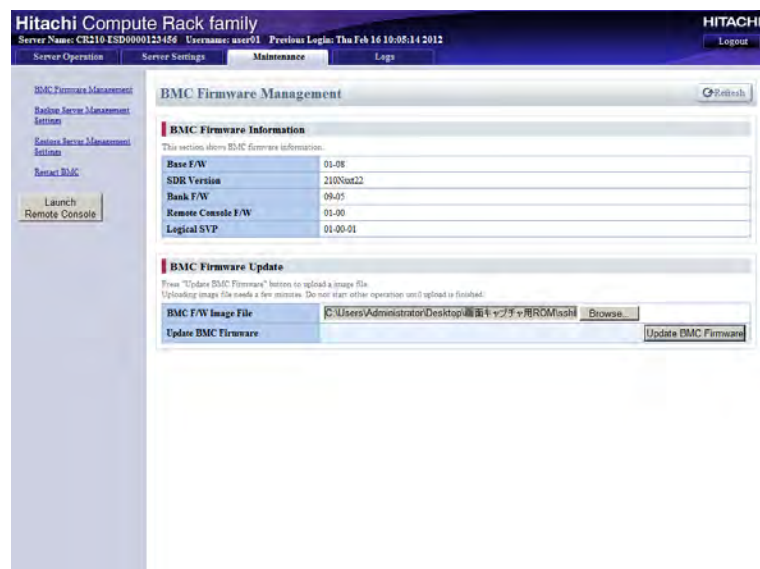 Hitachi Compute Rack family
HITACHI
Server Name: CR210-ESD0000123456 Username: user01 Previous Login: Thu Feb 16 10:05:14 2012
Logout
Server Operation
Server Settings
Maintenance
Logs
BMC Firmware Management
Backup Server Management
Settings
Restore Server Management
Settings
Restart BMC
Launch
Remote Console
BMC Firmware Management
Refresh
BMC Firmware Information
This section shows BMC firmware information.
Base F/W 01-08
SDR Version 210Next22
Bank F/W 09-05
Remote Console F/W 01-00
Logical SVP 01-00-01
BMC Firmware Update
Press "Update BMC Firmware" button to upload a image file.
Uploading image file needs a few minutes. Do not start other operation until upload is finished.
BMC F/W Image File C:\Users\Administrator\Desktop\画面キャプチャ用ROM\sshl Browse...
Update BMC Firmware Update BMC Firmware